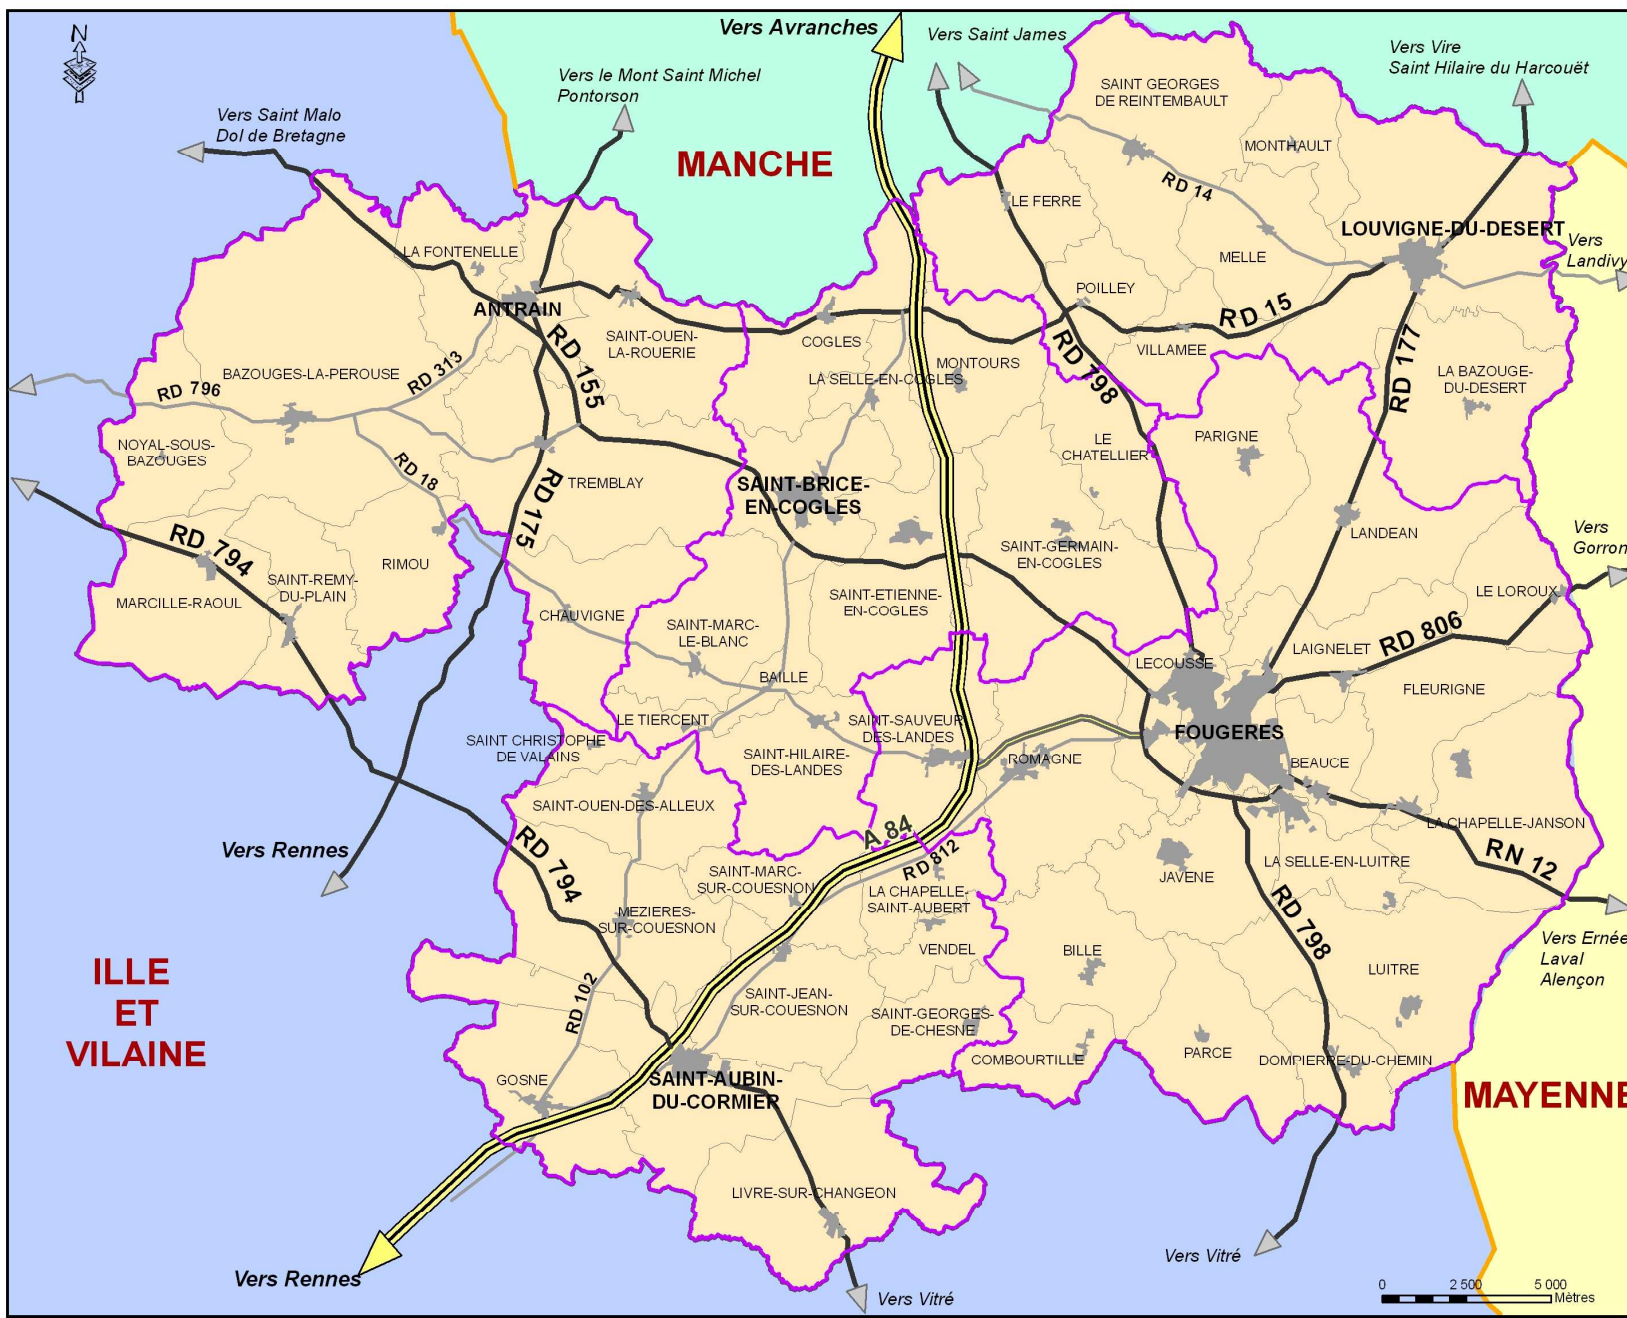 N
Vers Avranches
Vers Saint James
Vers Vire
Saint Hilaire du Harcouët
Vers le Mont Saint Michel
Pontorson
Vers Saint Malo
Dol de Bretagne
MANCHE
SAINT GEORGES
DE REINTEMBAULT
MONTHAULT
RD 14
LE FERRE
LOUVIGNE-DU-DESERT
Vers
Landivy
MELLE
LA FONTENELLE
ANTRAIN
POILLEY
RD 15
SAINT-OUEN-
LA-ROUERIE
COGLES
VILLAMEE
RD 798
RD 177
MONTOURS
LA SELLE-EN-COGLES
LA BAZOUGE-
DU-DESERT
BAZOUGES-LA-PEROUSE
RD 313
RD 155
RD 796
NOYAL-SOUS-
BAZOUGES
RD 18
LE
CHATELLIER
PARIGNE
TREMBLAY
RD 175
SAINT-BRICE-
EN-COGLES
LANDEAN
Vers
Gorron
RD 794
RIMOU
SAINT-REMY-
DU-PLAIN
MARCILLE-RAOUL
SAINT-GERMAIN-
EN-COGLES
SAINT-ETIENNE-
EN-COGLES
LE LOROUX
CHAUVIGNE
SAINT-MARC-
LE-BLANC
RD 806
LAIGNELET
LECOUSSE
BAILLE
FLEURIGNE
LE TIERCENT
SAINT-SAUVEUR
DES-LANDES
FOUGERES
SAINT CHRISTOPHE
DE VALAINS
SAINT-HILAIRE-
DES-LANDES
ROMAGNE
BEAUCE
SAINT-OUEN-DES-ALLEUX
LA CHAPELLE-JANSON
A 84
Vers Rennes
RD 794
RD 812
LA SELLE-EN-LUITRE
RN 12
SAINT-MARC-
SUR-COUESNON
JAVENE
LA CHAPELLE-
SAINT-AUBERT
RD 798
MEZIERES-
SUR-COUESNON
VENDEL
BILLE
LUITRE
Vers Ernée
Laval
Alençon
ILLE
ET
VILAINE
RD 102
SAINT-JEAN-
SUR-COUESNON
SAINT-GEORGES-
DE-CHESNE
COMBOURTILLE
PARCE
DOMPIERRE-DU-CHEMIN
GOSNE
SAINT-AUBIN-
DU-CORMIER
MAYENNE
LIVRE-SUR-CHANGEON
Vers Rennes
Vers Vitré
Vers Vitré
0 2 500 5 000
Mètres